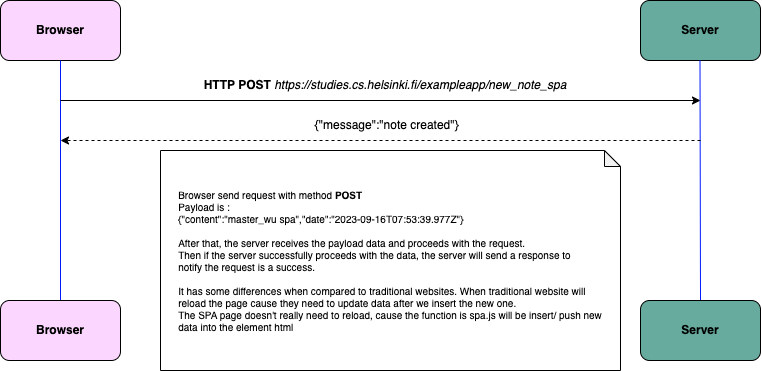 Browser
Server
HTTP POST https://studies.cs.helsinki.fi/exampleapp/new_note_spa
{"message":"note created"}
Browser send request with method POST
Payload is :
{"content":"master_wu spa","date":"2023-09-16T07:53:39.977Z"}
After that, the server receives the payload data and proceeds with the request.
Then if the server successfully proceeds with the data, the server will send a response to
notify the request is a success.
It has some differences when compared to traditional websites. When traditional website will
reload the page cause they need to update data after we insert the new one.
The SPA page doesn't really need to reload, cause the function is spa.js will be insert/ push new
data into the element html
Browser
Server